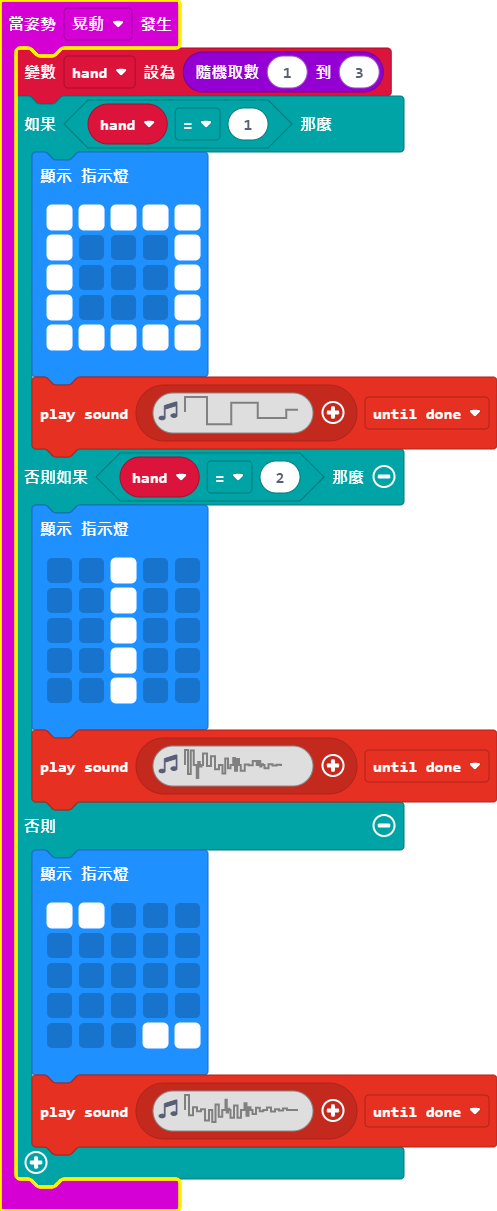 當姿勢 晃動 發生
變數 hand 設為 隨機取數 1 到 3
如果 hand = 1 那麼
顯示 指示燈
play sound until done
否則如果 hand = 2 那麼
顯示 指示燈
play sound until done
否則
顯示 指示燈
play sound until done